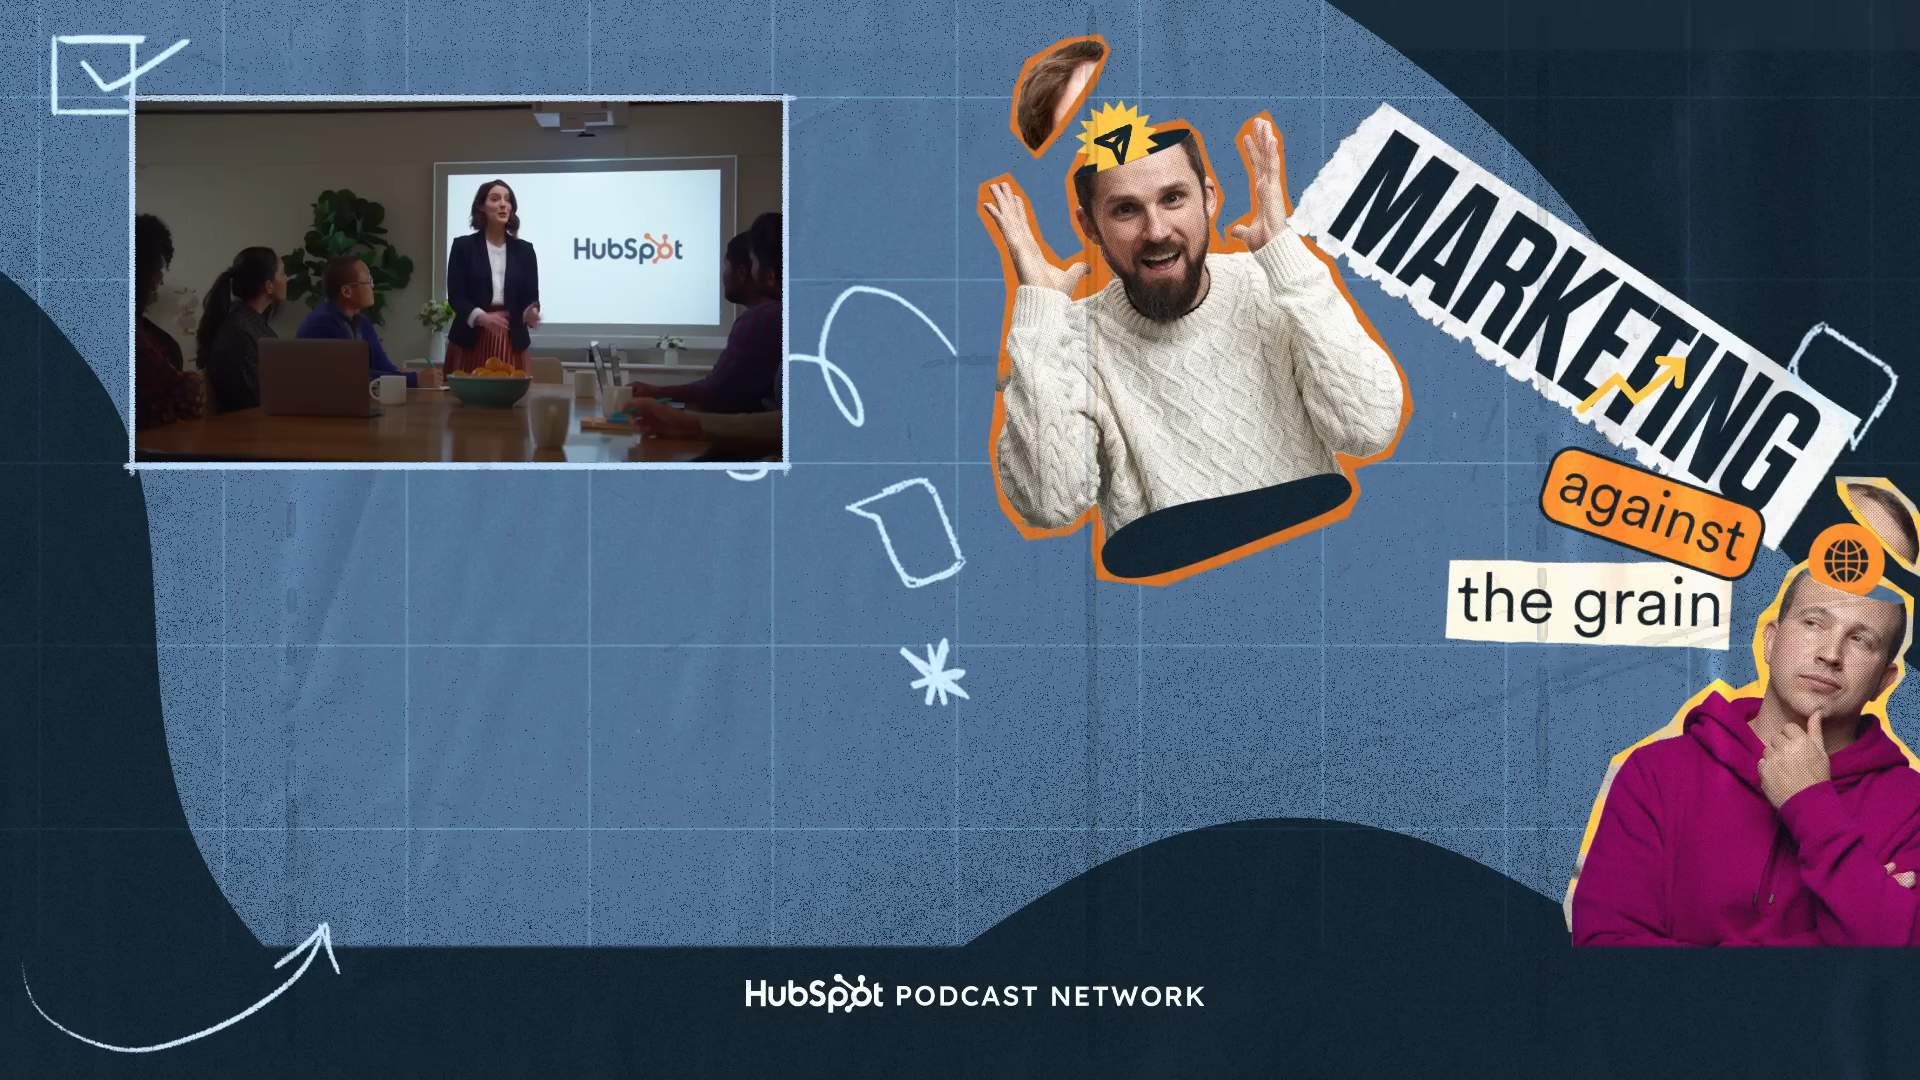 HubSpot
MARKETING
against
the grain
HubSpot PODCAST NETWORK